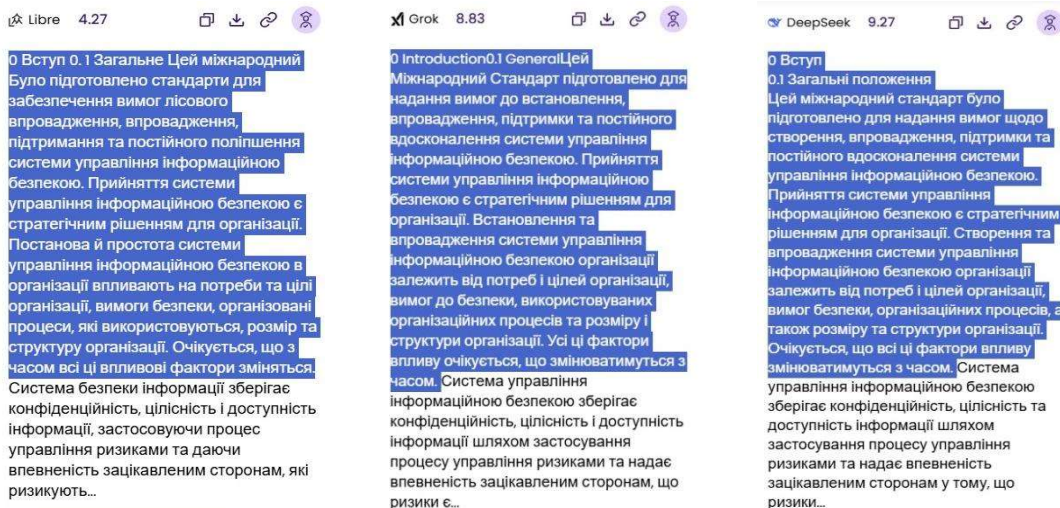 Libre 4.27
0 Вступ 0. 1 Загальне Цей міжнародний
Було підготовлено стандарти для
забезпечення вимог лісового
впровадження, впровадження,
підтримання та постійного поліпшення
системи управління інформаційною
безпекою. Прийняття системи
управління інформаційною безпекою є
стратегічним рішенням для організації.
Постанова й простота системи
управління інформаційною безпекою в
організації впливають на потреби та цілі
організації, вимоги безпеки, організовані
процеси, які використовуються, розмір та
структуру організації. Очікується, що з
часом всі ці впливові фактори зміняться.
Система безпеки інформації зберігає
конфіденційність, цілісність і доступність
інформації, застосовуючи процес
управління ризиками та даючи
впевненість зацікавленим сторонам, які
ризикують...
Grok 8.83
0 Introduction0.1 GeneralЦей
Міжнародний Стандарт підготовлено для
надання вимог до встановлення,
впровадження, підтримки та постійного
вдосконалення системи управління
інформаційною безпекою. Прийняття
системи управління інформаційною
безпекою є стратегічним рішенням для
організації. Встановлення та
впровадження системи управління
інформаційною безпекою організації
залежить від потреб і цілей організації,
вимог до безпеки, використовуваних
організаційних процесів та розміру і
структури організації. Усі ці фактори
впливу очікується, що змінюватимуться з
часом. Система управління
інформаційною безпекою зберігає
конфіденційність, цілісність і доступність
інформації шляхом застосування
процесу управління ризиками та надає
впевненість зацікавленим сторонам, що
ризики є...
DeepSeek 9.27
0 Вступ
0.1 Загальні положення
Цей міжнародний стандарт було
підготовлено для надання вимог щодо
створення, впровадження, підтримки та
постійного вдосконалення системи
управління інформаційною безпекою.
Прийняття системи управління
інформаційною безпекою є стратегічним
рішенням для організації. Створення та
впровадження системи управління
інформаційною безпекою організації
залежить від потреб і цілей організації,
вимог безпеки, організаційних процесів, а
також розміру та структури організації.
Очікується, що всі ці фактори впливу
змінюватимуться з часом. Система
управління інформаційною безпекою
зберігає конфіденційність, цілісність та
доступність інформації шляхом
застосування процесу управління
ризиками та надає впевненість
зацікавленим сторонам у тому, що
ризики...